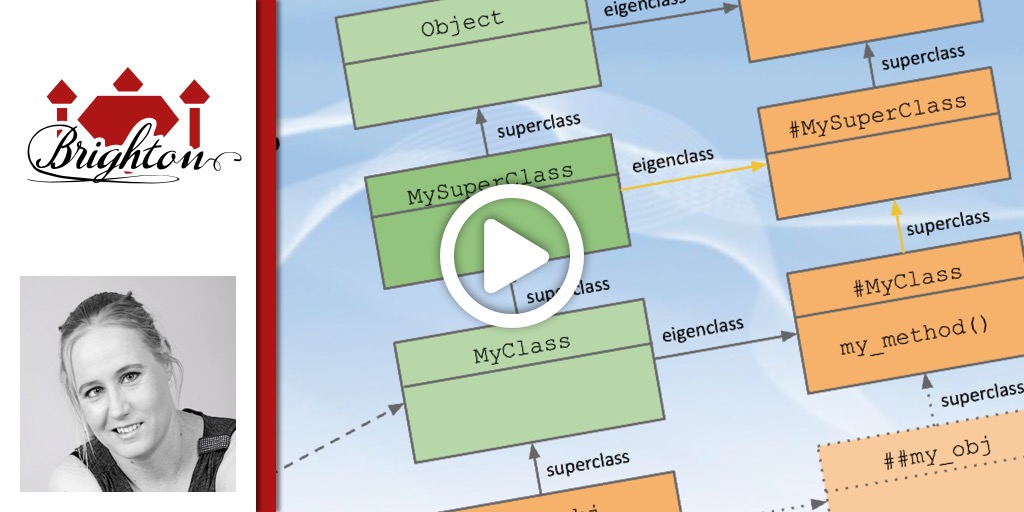 Brighton
Object
eigenclass
superclass
superclass
#MySuperClass
MySuperClass
eigenclass
superclass
superclass
#MyClass
my_method()
MyClass
eigenclass
superclass
superclass
##my_obj